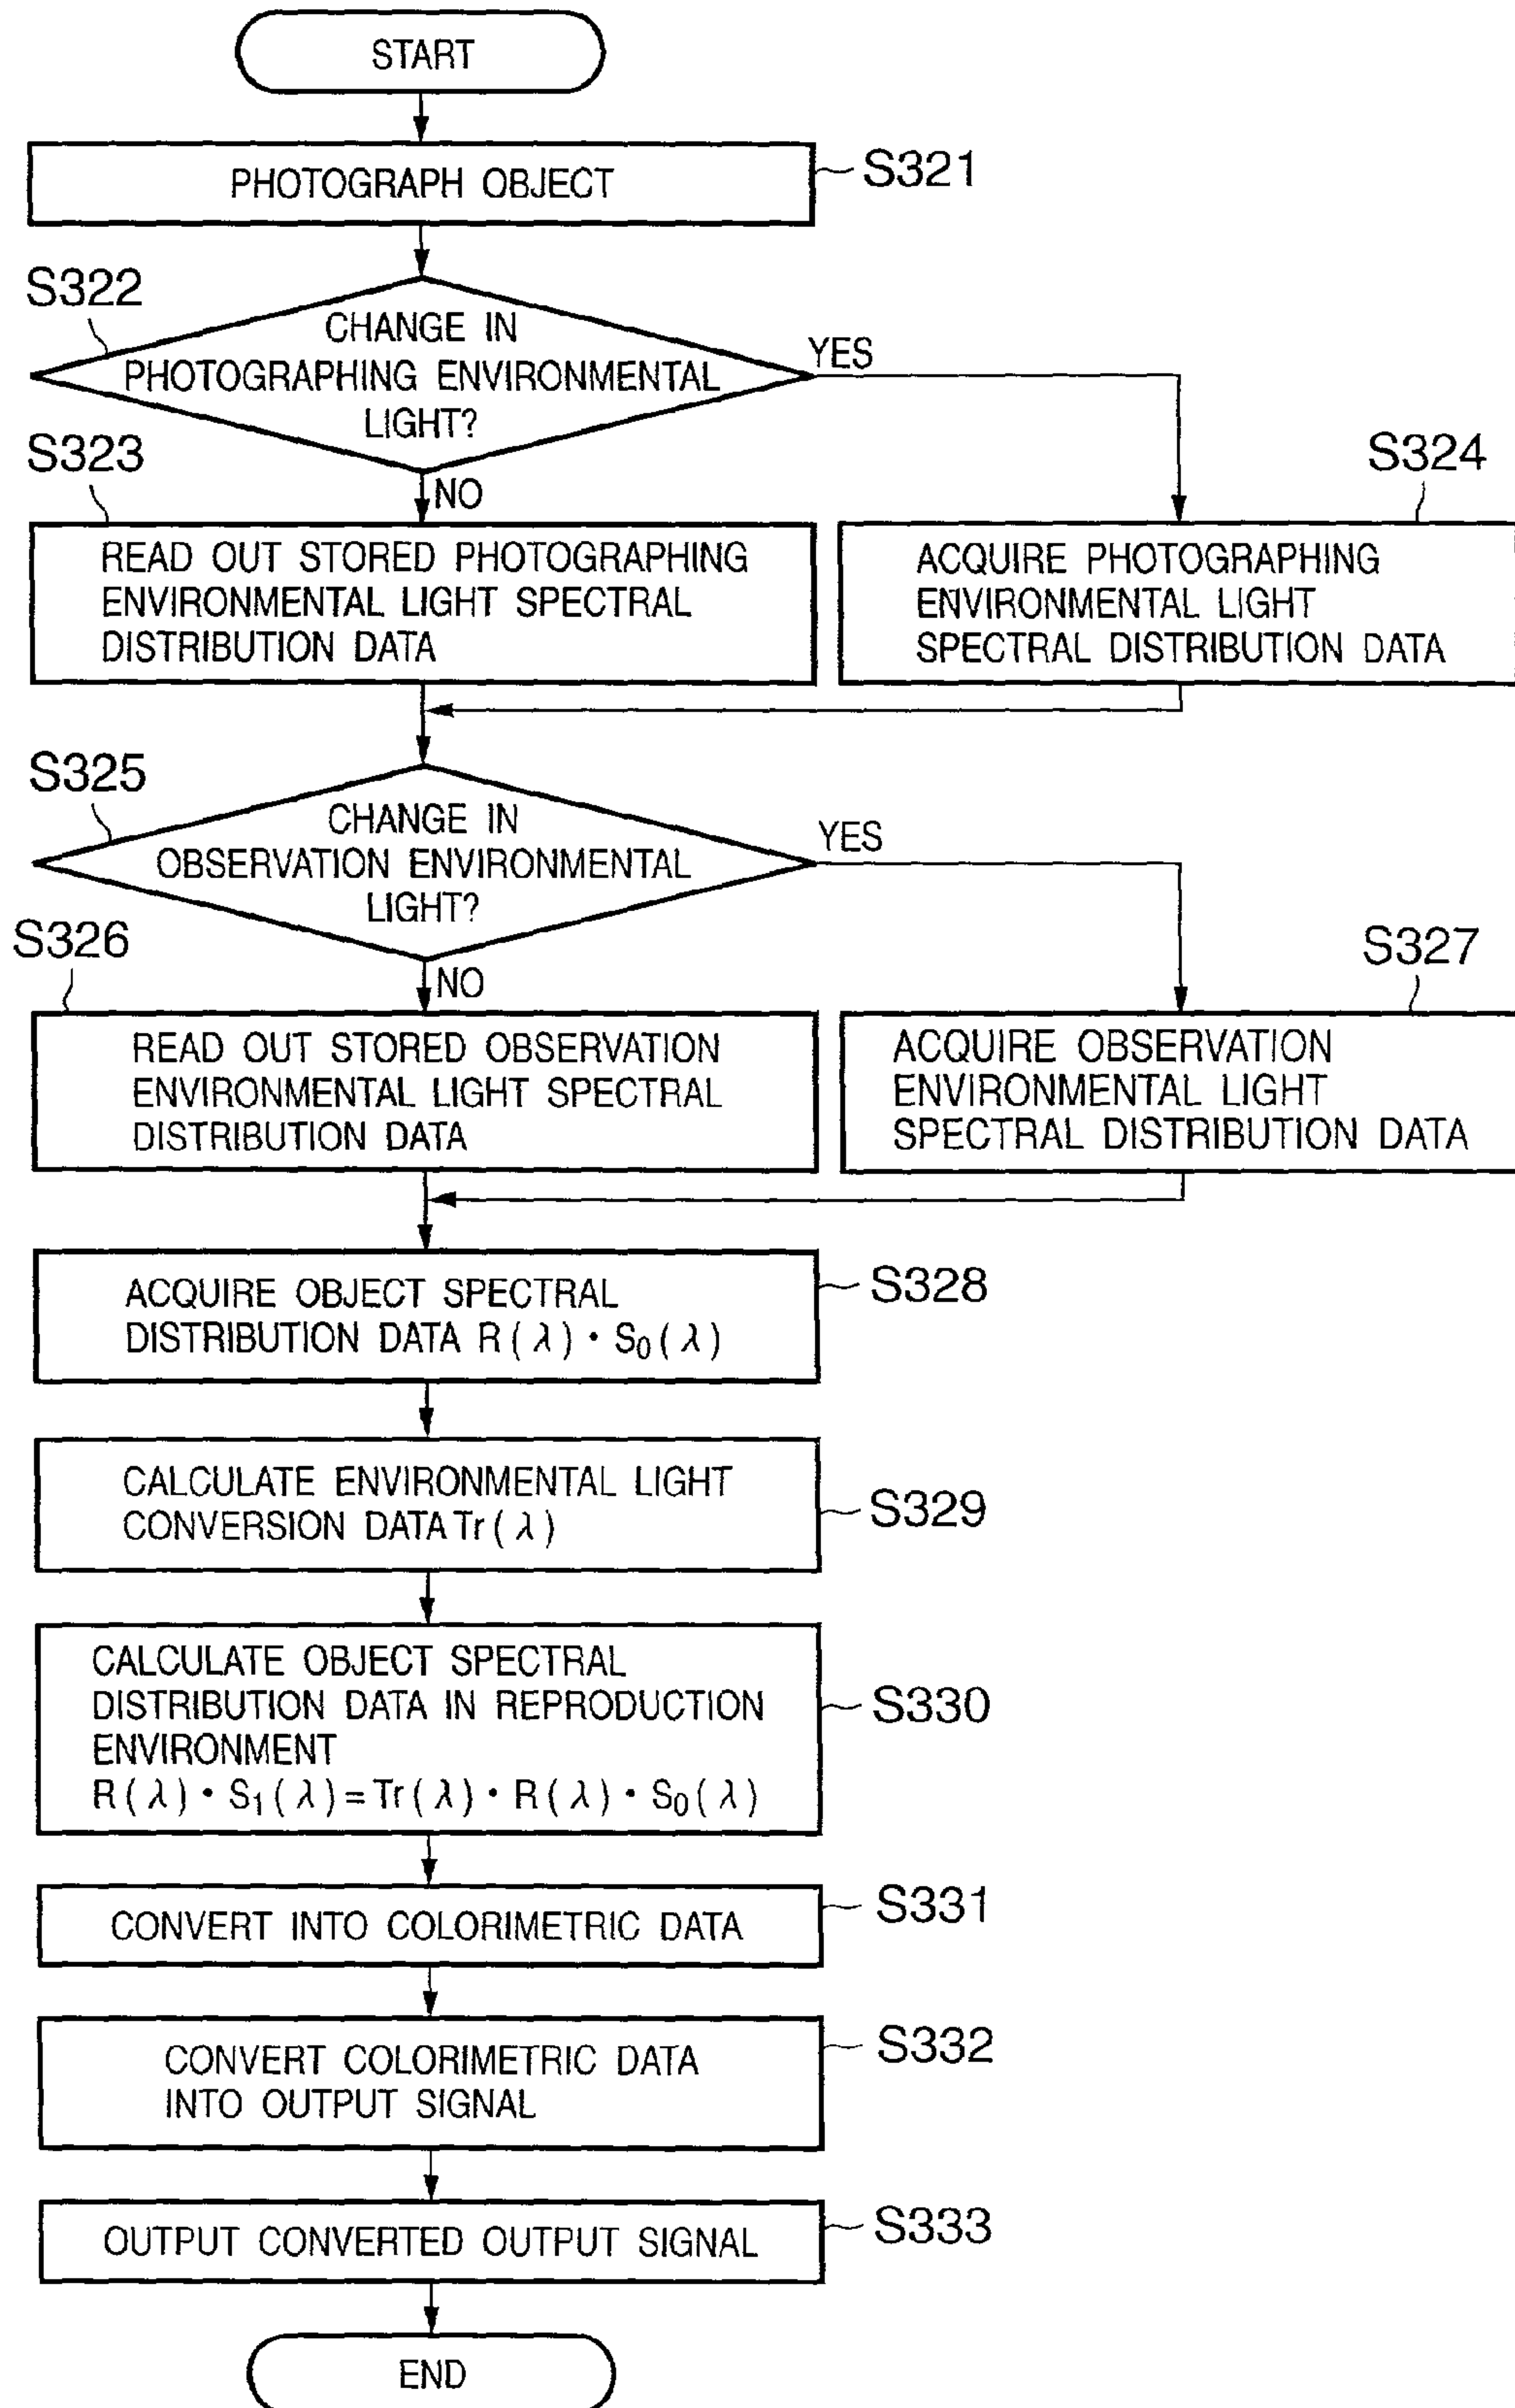 START
PHOTOGRAPH OBJECT
S321
S322
CHANGE IN
PHOTOGRAPHING ENVIRONMENTAL
LIGHT?
YES
NO
S323
READ OUT STORED PHOTOGRAPHING
ENVIRONMENTAL LIGHT SPECTRAL
DISTRIBUTION DATA
S324
ACQUIRE PHOTOGRAPHING
ENVIRONMENTAL LIGHT
SPECTRAL DISTRIBUTION DATA
S325
CHANGE IN
OBSERVATION ENVIRONMENTAL
LIGHT?
YES
NO
S326
READ OUT STORED OBSERVATION
ENVIRONMENTAL LIGHT SPECTRAL
DISTRIBUTION DATA
S327
ACQUIRE OBSERVATION
ENVIRONMENTAL LIGHT
SPECTRAL DISTRIBUTION DATA
ACQUIRE OBJECT SPECTRAL
DISTRIBUTION DATA R(λ)・S₀(λ)
S328
CALCULATE ENVIRONMENTAL LIGHT
CONVERSION DATA Tr(λ)
S329
CALCULATE OBJECT SPECTRAL
DISTRIBUTION DATA IN REPRODUCTION
ENVIRONMENT
R(λ)・S₁(λ)=Tr(λ)・R(λ)・S₀(λ)
S330
CONVERT INTO COLORIMETRIC DATA
S331
CONVERT COLORIMETRIC DATA
INTO OUTPUT SIGNAL
S332
OUTPUT CONVERTED OUTPUT SIGNAL
S333
END